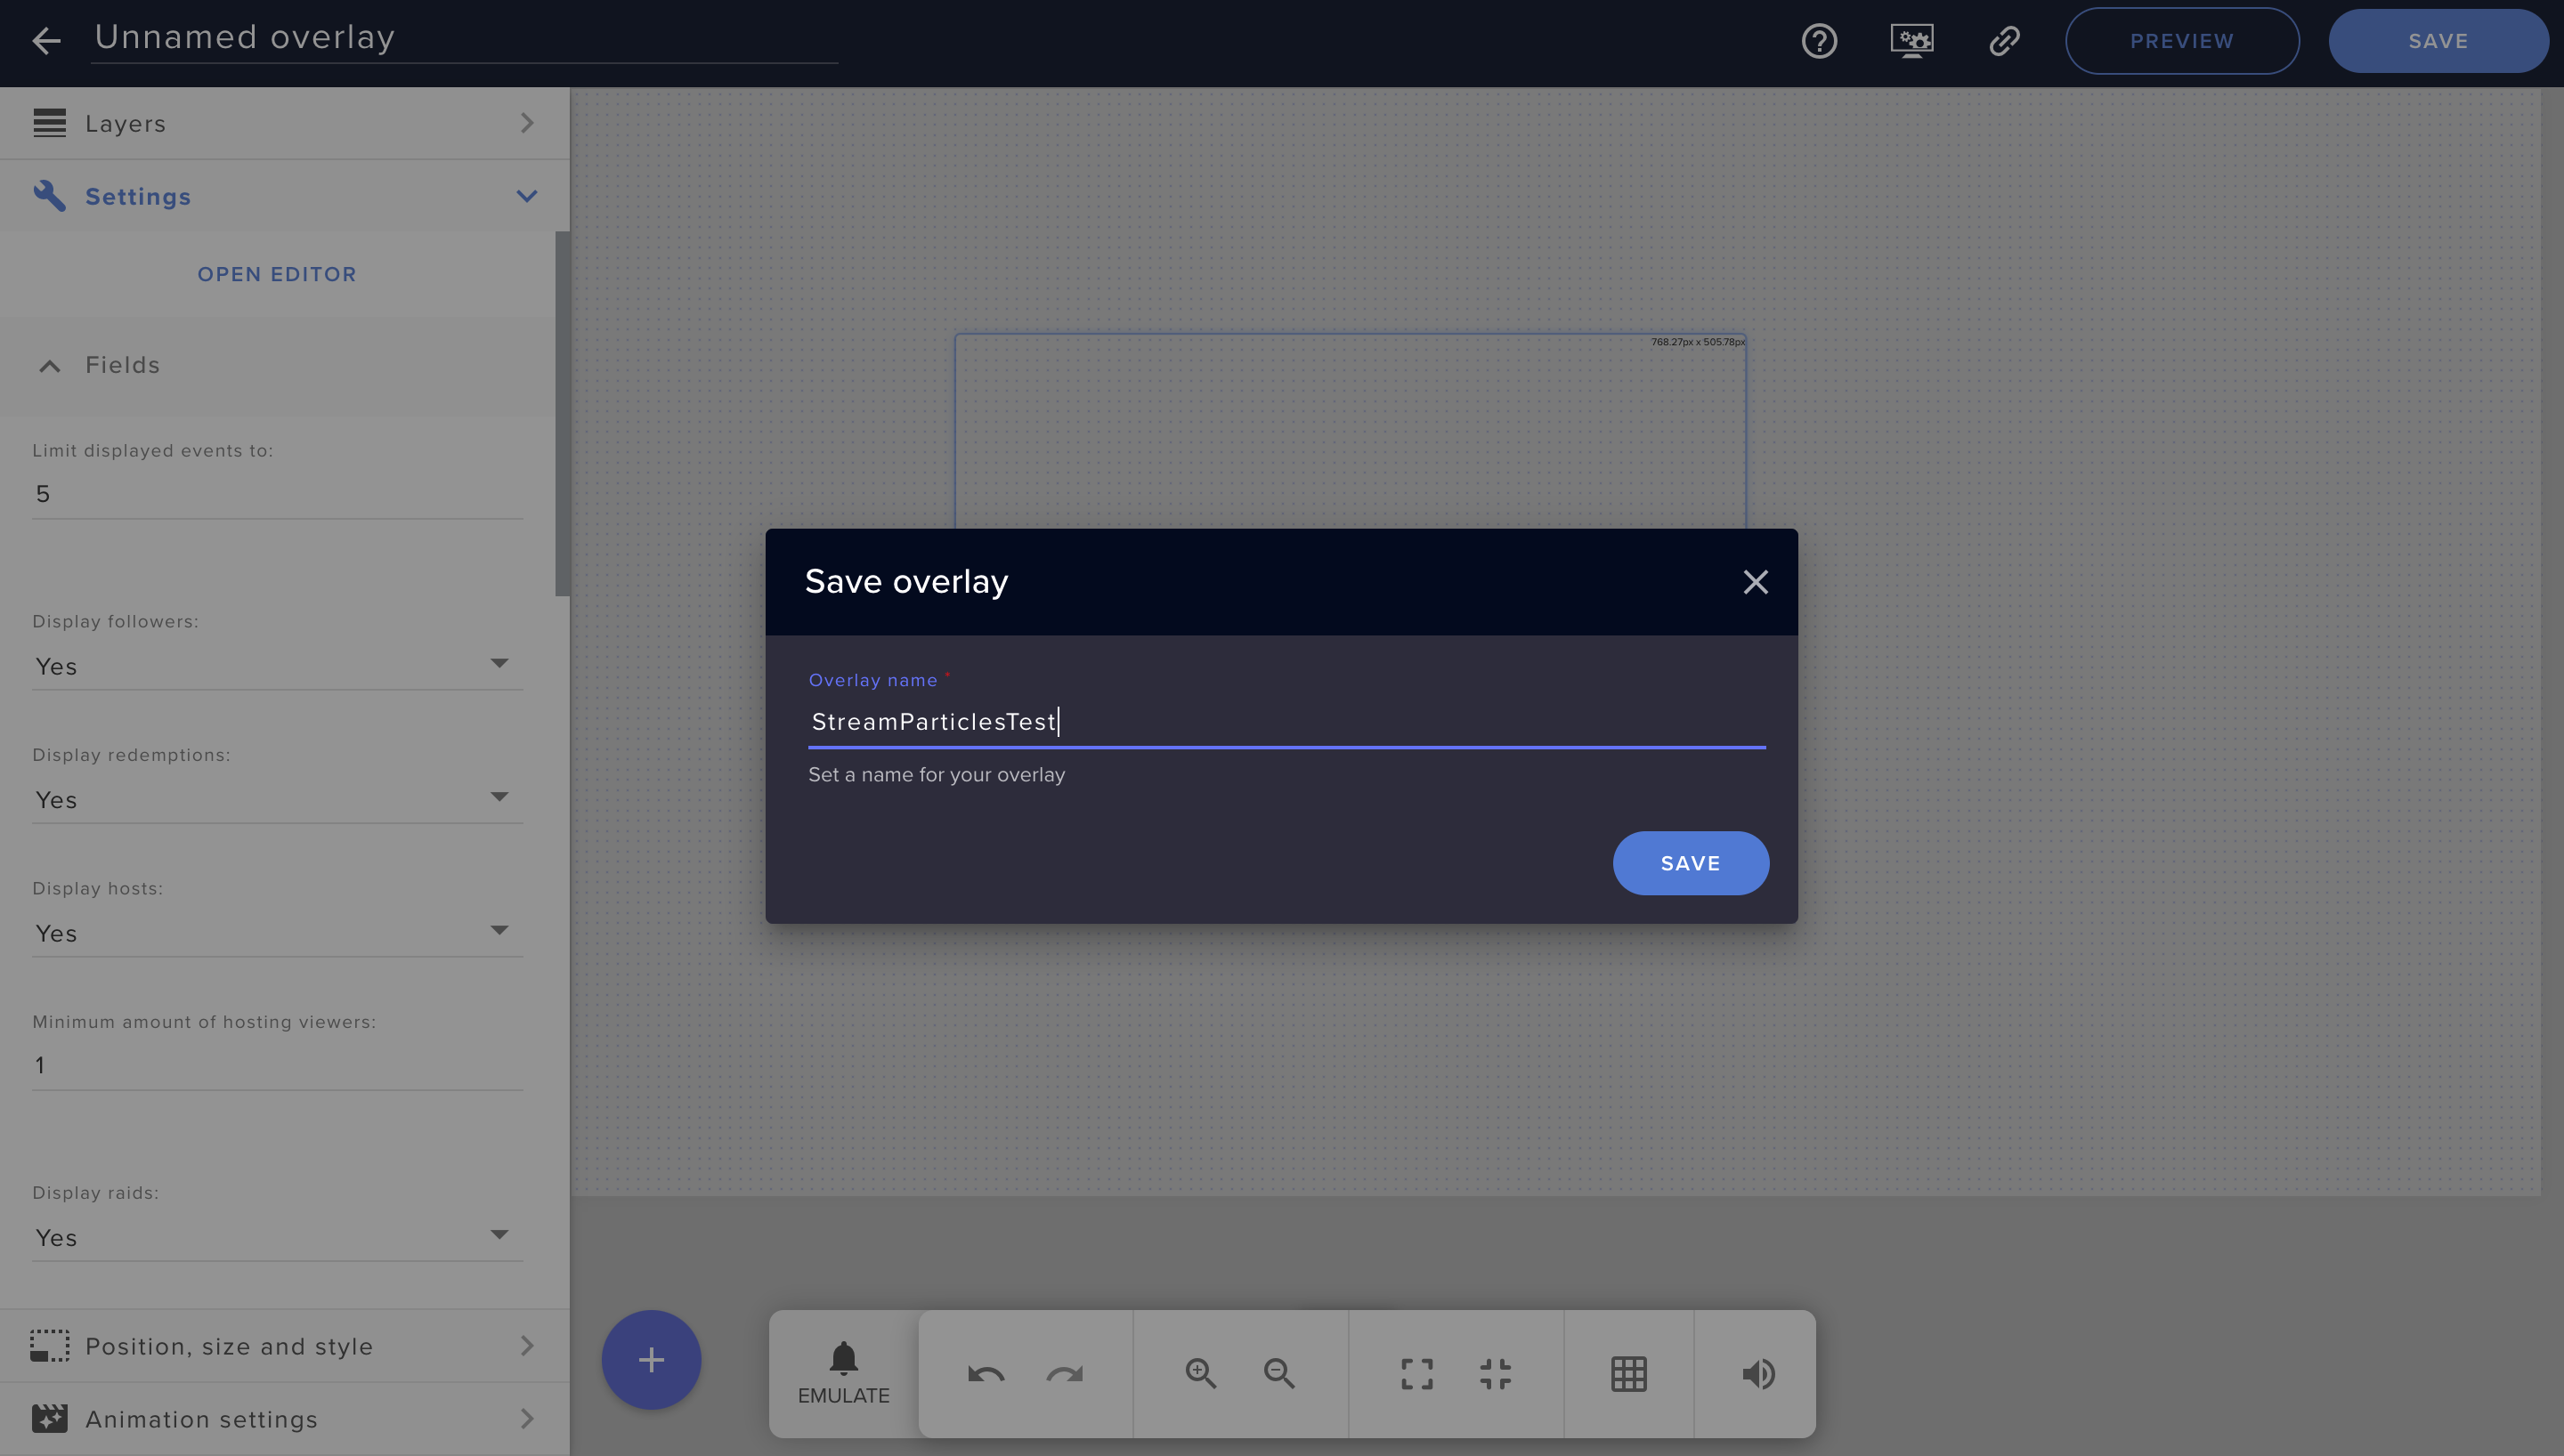 Unnamed overlay
PREVIEW
SAVE
Layers
Settings
OPEN EDITOR
Fields
Limit displayed events to:
5
Display followers:
Yes
Display redemptions:
Yes
Display hosts:
Yes
Minimum amount of hosting viewers:
1
Display raids:
Yes
Position, size and style
Animation settings
768.27px x 505.78px
Save overlay
Overlay name *
StreamParticlesTest
Set a name for your overlay
SAVE
EMULATE